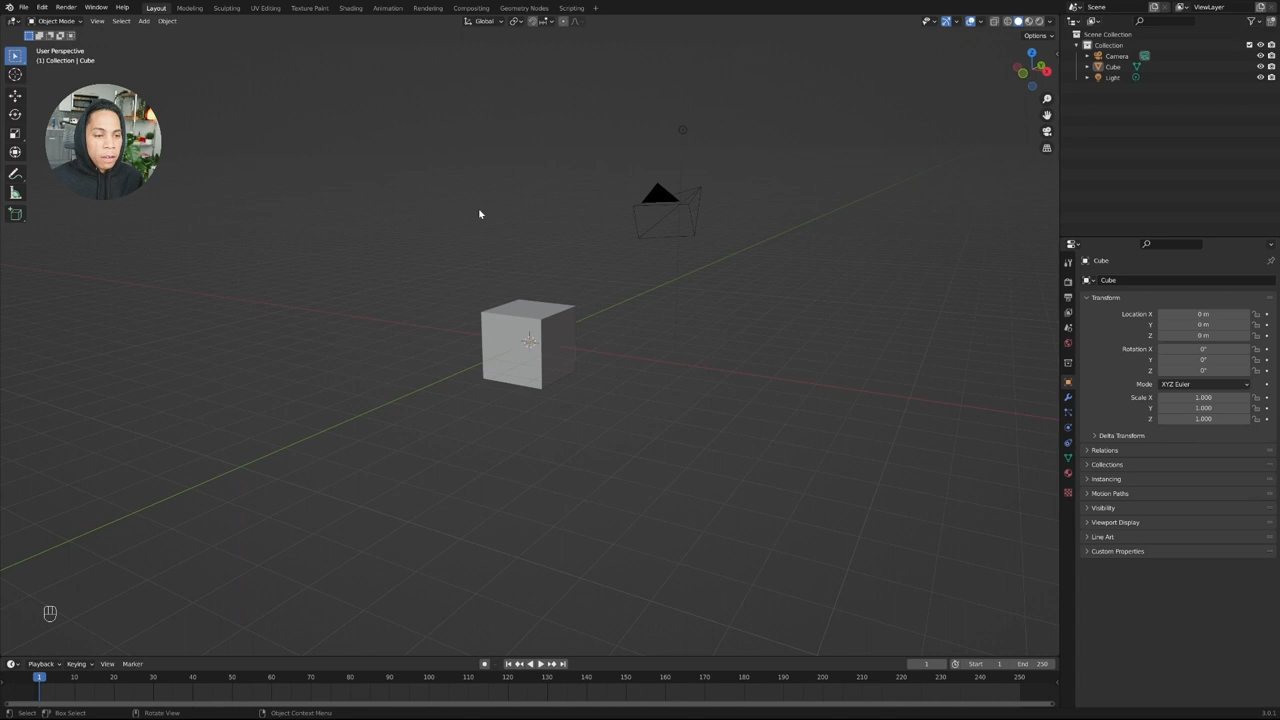 File Edit Render Window Help Layout Modeling Sculpting UV Editing Texture Paint Shading Animation Rendering Compositing Geometry Nodes Scripting + Scene ViewLayer
Object Mode View Select Add Object Global
Options
User Perspective
(1) Collection | Cube
Z
Y
X
Scene Collection
Collection
Camera
Cube
Light
Cube
Cube
Transform
Location X 0 m
Y 0 m
Z 0 m
Rotation X 0°
Y 0°
Z 0°
Mode XYZ Euler
Scale X 1.000
Y 1.000
Z 1.000
Delta Transform
Relations
Collections
Instancing
Motion Paths
Visibility
Viewport Display
Line Art
Custom Properties
Playback Keying View Marker 1 Start 1 End 250
1 10 20 30 40 50 60 70 80 90 100 110 120 130 140 150 160 170 180 190 200 210 220 230 240 250
Select Box Select Rotate View Object Context Menu 3.0.1